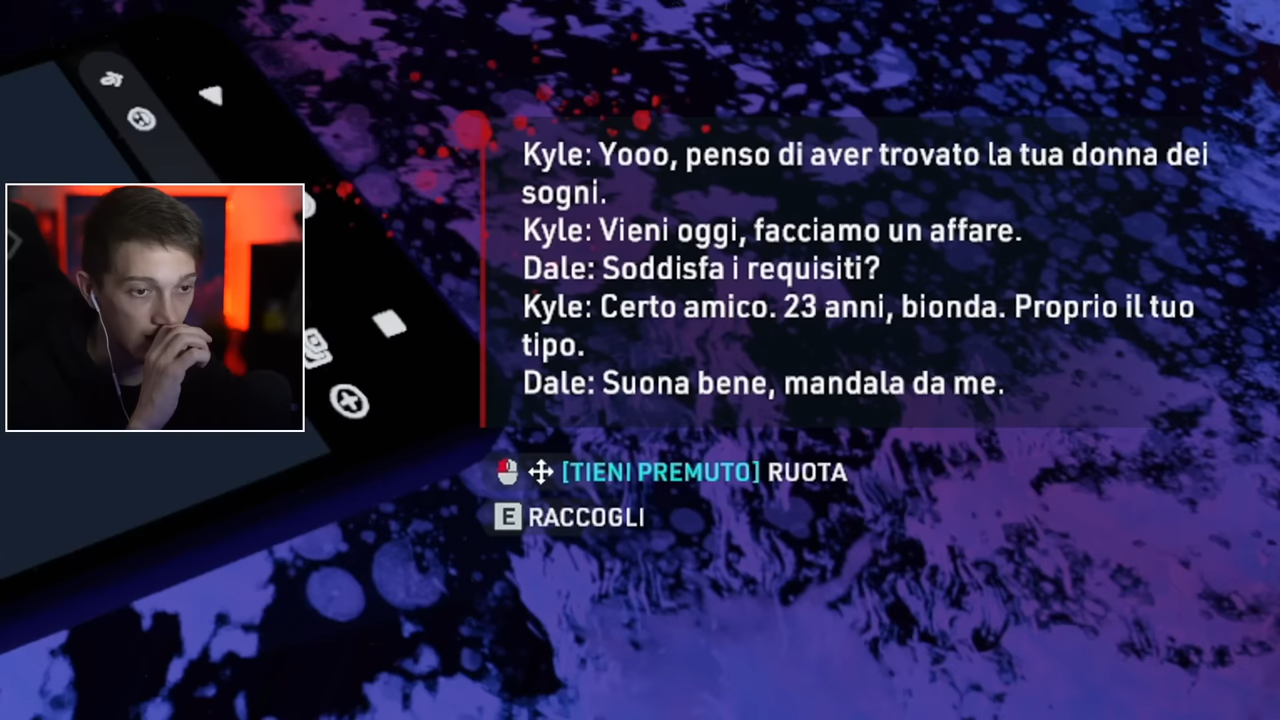 Kyle: Yooo, penso di aver trovato la tua donna dei
sogni.
Kyle: Vieni oggi, facciamo un affare.
Dale: Soddisfa i requisiti?
Kyle: Certo amico. 23 anni, bionda. Proprio il tuo
tipo.
Dale: Suona bene, mandala da me.
[TIENI PREMUTO] RUOTA
E RACCOGLI